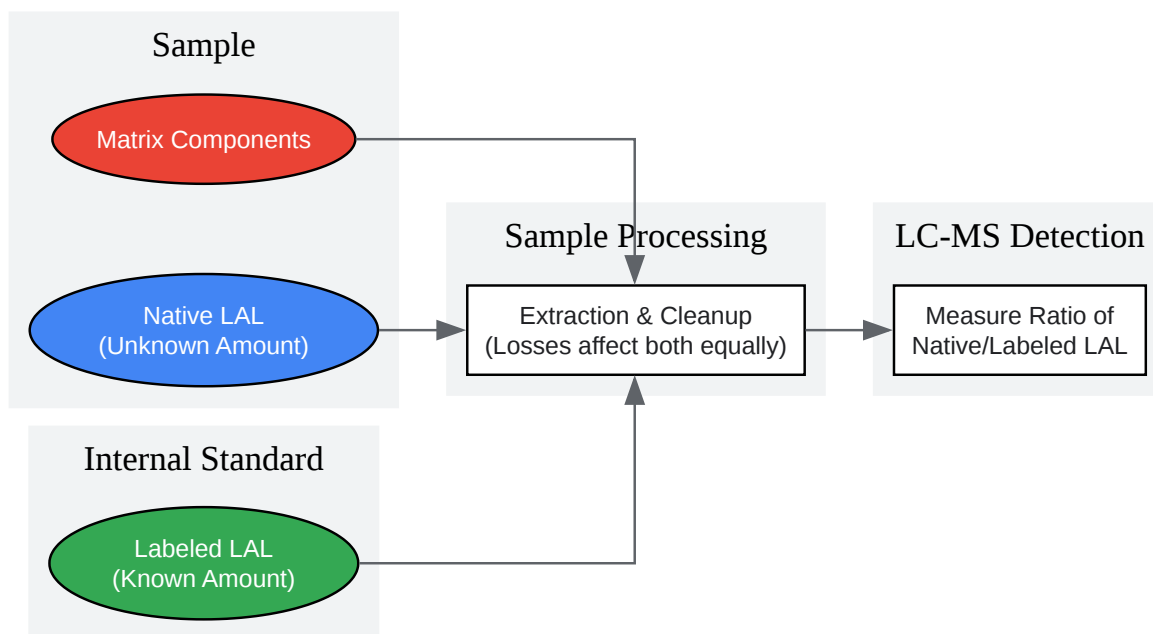 Sample
Matrix Components
Native LAL
(Unknown Amount)
Internal Standard
Labeled LAL
(Known Amount)
Sample Processing
Extraction & Cleanup
(Losses affect both equally)
LC-MS Detection
Measure Ratio of
Native/Labeled LAL